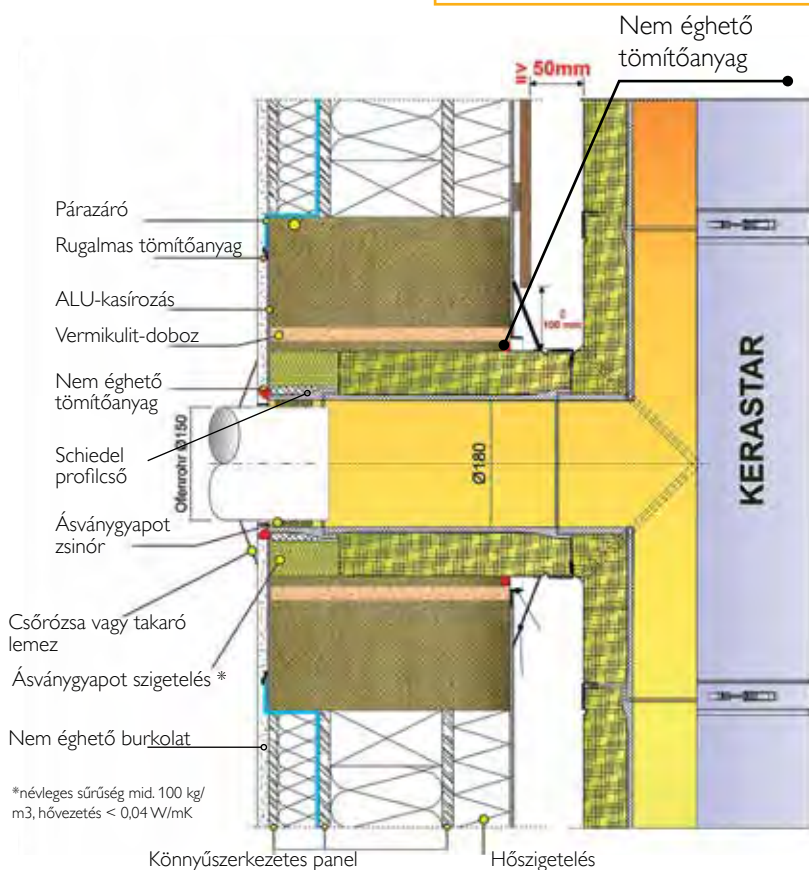 Nem éghető
tömítőanyag
≥ 50mm
Párazáró
Rugalmas tömítőanyag
ALU-kasírozás
Vermikulit-doboz
≥
100 mm
Nem éghető
tömítőanyag
Schiedel
profilcső
Ofenrohr Ø150
Ø180
KERASTAR
Ásványgyapot
zsinór
Csőrózsa vagy takaró
lemez
Ásványgyapot szigetelés *
Nem éghető burkolat
*névleges sűrűség mid. 100 kg/
m3, hővezetés < 0,04 W/mK
Könnyűszerkezetes panel
Hőszigetelés